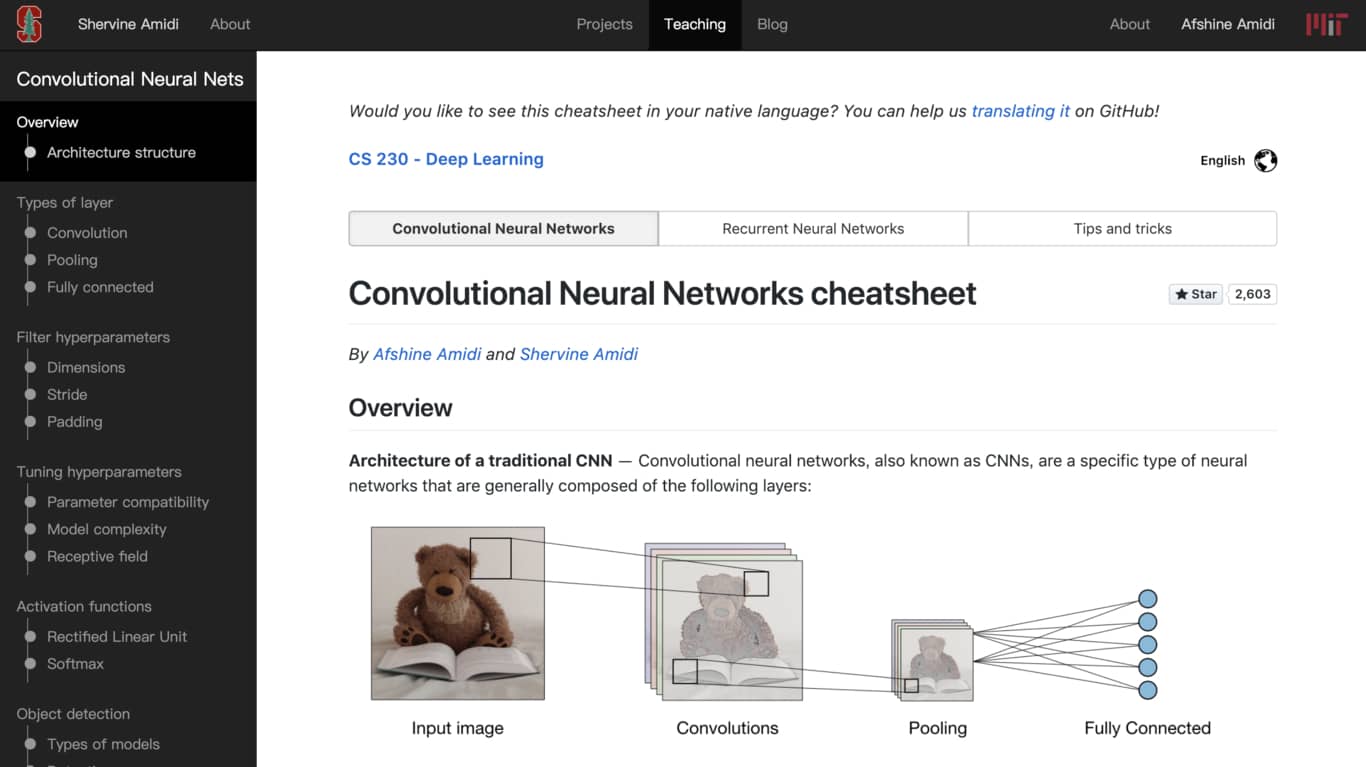 Shervine Amidi About Projects Teaching Blog About Afshine Amidi MIT
Convolutional Neural Nets
Overview
Architecture structure
Types of layer
Convolution
Pooling
Fully connected
Filter hyperparameters
Dimensions
Stride
Padding
Tuning hyperparameters
Parameter compatibility
Model complexity
Receptive field
Activation functions
Rectified Linear Unit
Softmax
Object detection
Types of models
Would you like to see this cheatsheet in your native language? You can help us translating it on GitHub!
CS 230 - Deep Learning
English
Convolutional Neural Networks Recurrent Neural Networks Tips and tricks
Convolutional Neural Networks cheatsheet
Star 2,603
By Afshine Amidi and Shervine Amidi
Overview
Architecture of a traditional CNN — Convolutional neural networks, also known as CNNs, are a specific type of neural
networks that are generally composed of the following layers:
Input image Convolutions Pooling Fully Connected